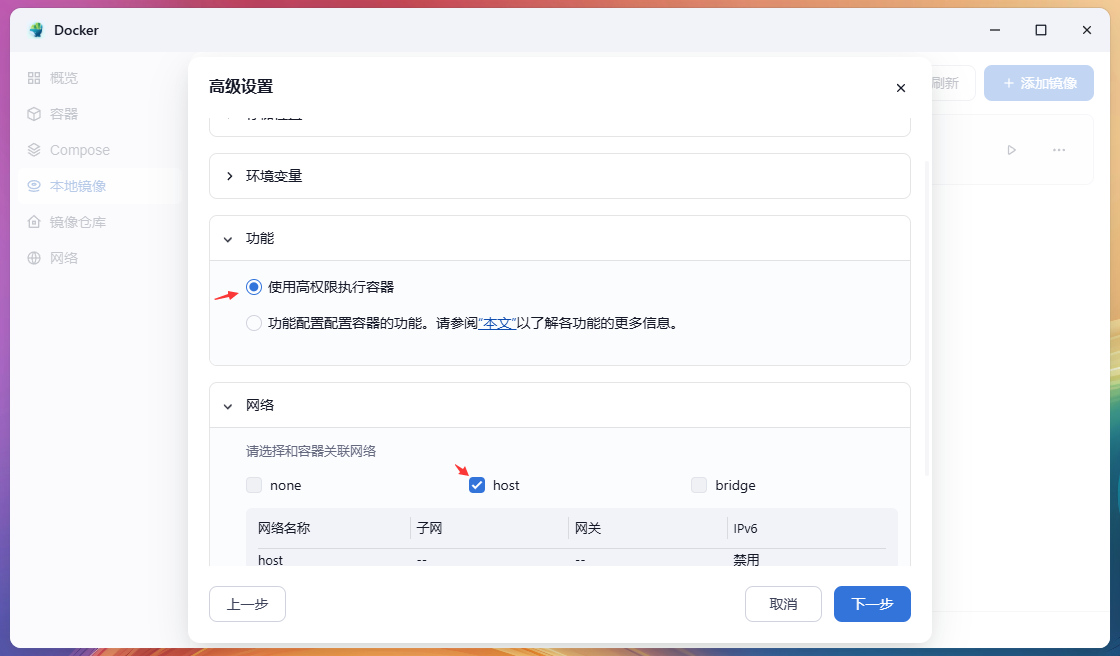 Docker
概览
容器
Compose
本地镜像
镜像仓库
网络
刷新
+ 添加镜像
高级设置
环境变量
功能
使用高权限执行容器
功能配置配置容器的功能。请参阅“本文”以了解各功能的更多信息。
网络
请选择和容器关联网络
none host bridge
网络名称 子网 网关 IPv6
host -- -- 禁用
上一步 取消 下一步